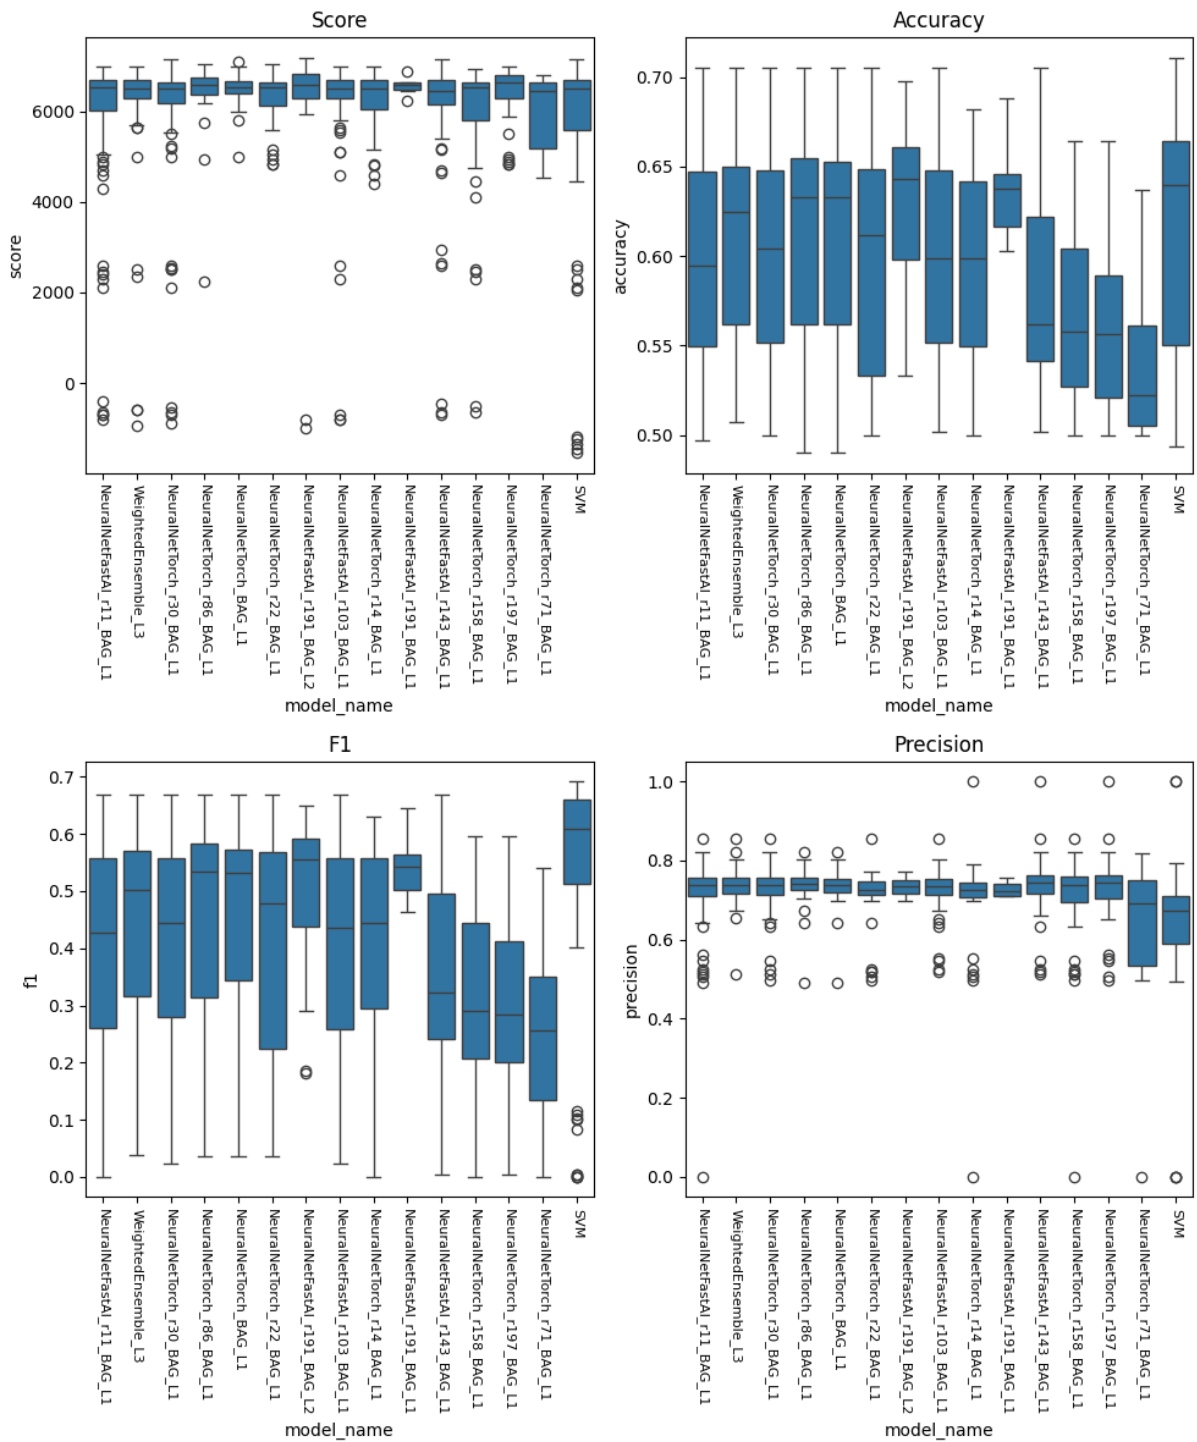 Score
score
6000
4000
2000
0
NeuralNetFastAI_r11_BAG_L1
WeightedEnsemble_L3
NeuralNetTorch_r30_BAG_L1
NeuralNetTorch_r86_BAG_L1
NeuralNetTorch_BAG_L1
NeuralNetTorch_r22_BAG_L1
NeuralNetFastAI_r191_BAG_L2
NeuralNetFastAI_r103_BAG_L1
NeuralNetTorch_r14_BAG_L1
NeuralNetFastAI_r191_BAG_L1
NeuralNetFastAI_r143_BAG_L1
NeuralNetTorch_r158_BAG_L1
NeuralNetTorch_r197_BAG_L1
NeuralNetTorch_r71_BAG_L1
SVM
model_name
Accuracy
accuracy
0.70
0.65
0.60
0.55
0.50
NeuralNetFastAI_r11_BAG_L1
WeightedEnsemble_L3
NeuralNetTorch_r30_BAG_L1
NeuralNetTorch_r86_BAG_L1
NeuralNetTorch_BAG_L1
NeuralNetTorch_r22_BAG_L1
NeuralNetFastAI_r191_BAG_L2
NeuralNetFastAI_r103_BAG_L1
NeuralNetTorch_r14_BAG_L1
NeuralNetFastAI_r191_BAG_L1
NeuralNetFastAI_r143_BAG_L1
NeuralNetTorch_r158_BAG_L1
NeuralNetTorch_r197_BAG_L1
NeuralNetTorch_r71_BAG_L1
SVM
model_name
F1
f1
0.7
0.6
0.5
0.4
0.3
0.2
0.1
0.0
NeuralNetFastAI_r11_BAG_L1
WeightedEnsemble_L3
NeuralNetTorch_r30_BAG_L1
NeuralNetTorch_r86_BAG_L1
NeuralNetTorch_BAG_L1
NeuralNetTorch_r22_BAG_L1
NeuralNetFastAI_r191_BAG_L2
NeuralNetFastAI_r103_BAG_L1
NeuralNetTorch_r14_BAG_L1
NeuralNetFastAI_r191_BAG_L1
NeuralNetFastAI_r143_BAG_L1
NeuralNetTorch_r158_BAG_L1
NeuralNetTorch_r197_BAG_L1
NeuralNetTorch_r71_BAG_L1
SVM
model_name
Precision
precision
1.0
0.8
0.6
0.4
0.2
0.0
NeuralNetFastAI_r11_BAG_L1
WeightedEnsemble_L3
NeuralNetTorch_r30_BAG_L1
NeuralNetTorch_r86_BAG_L1
NeuralNetTorch_BAG_L1
NeuralNetTorch_r22_BAG_L1
NeuralNetFastAI_r191_BAG_L2
NeuralNetFastAI_r103_BAG_L1
NeuralNetTorch_r14_BAG_L1
NeuralNetFastAI_r191_BAG_L1
NeuralNetFastAI_r143_BAG_L1
NeuralNetTorch_r158_BAG_L1
NeuralNetTorch_r197_BAG_L1
NeuralNetTorch_r71_BAG_L1
SVM
model_name